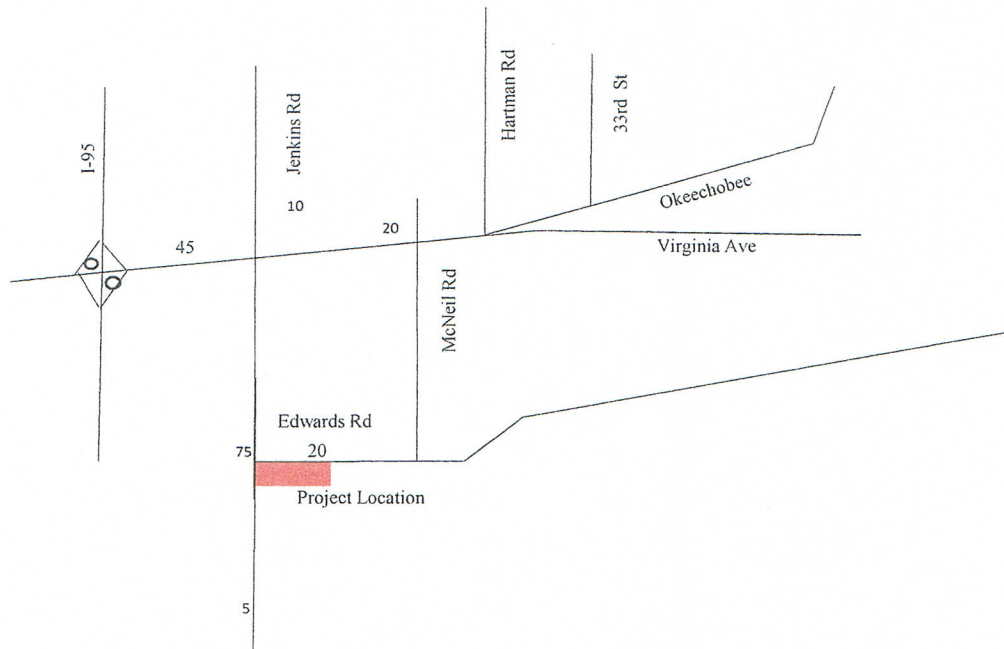 Hartman Rd
33rd St
Jenkins Rd
I-95
10
Okeechobee
20
45
Virginia Ave
McNeil Rd
Edwards Rd
75
20
Project Location
5